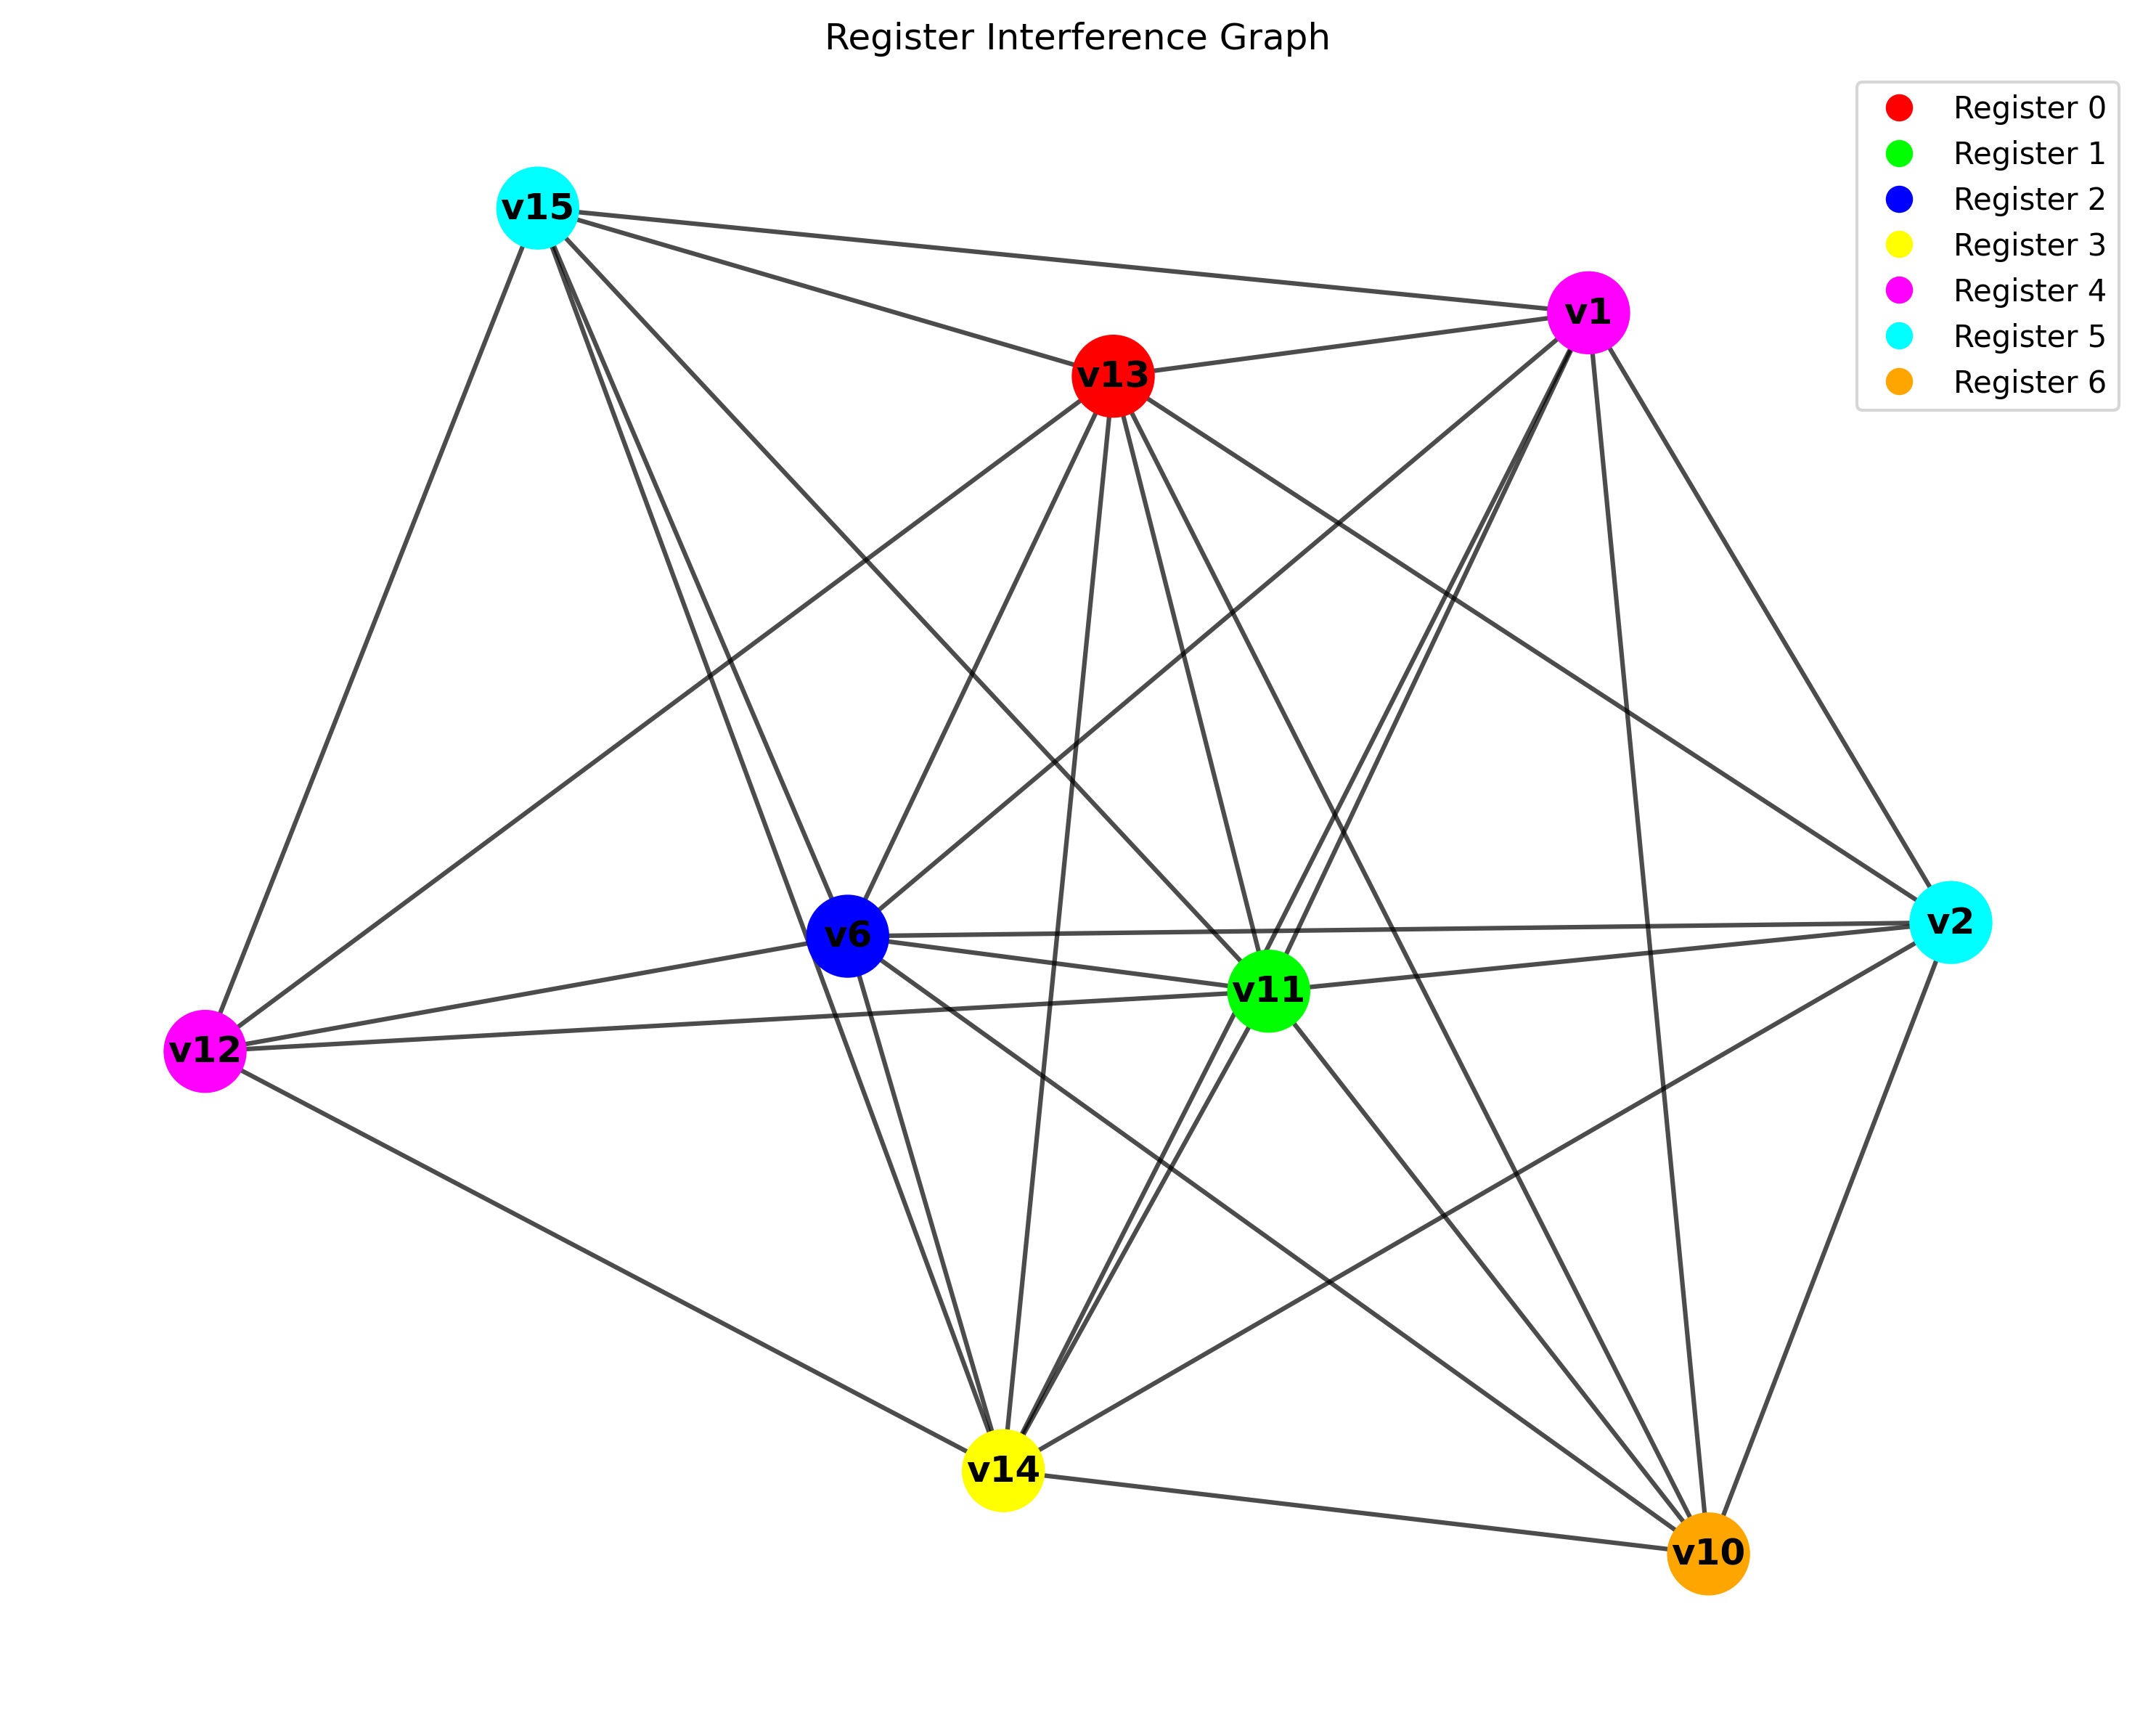 Register Interference Graph
Register 0
Register 1
Register 2
Register 3
Register 4
Register 5
Register 6
v15
v1
v13
v2
v6
v11
v12
v14
v10